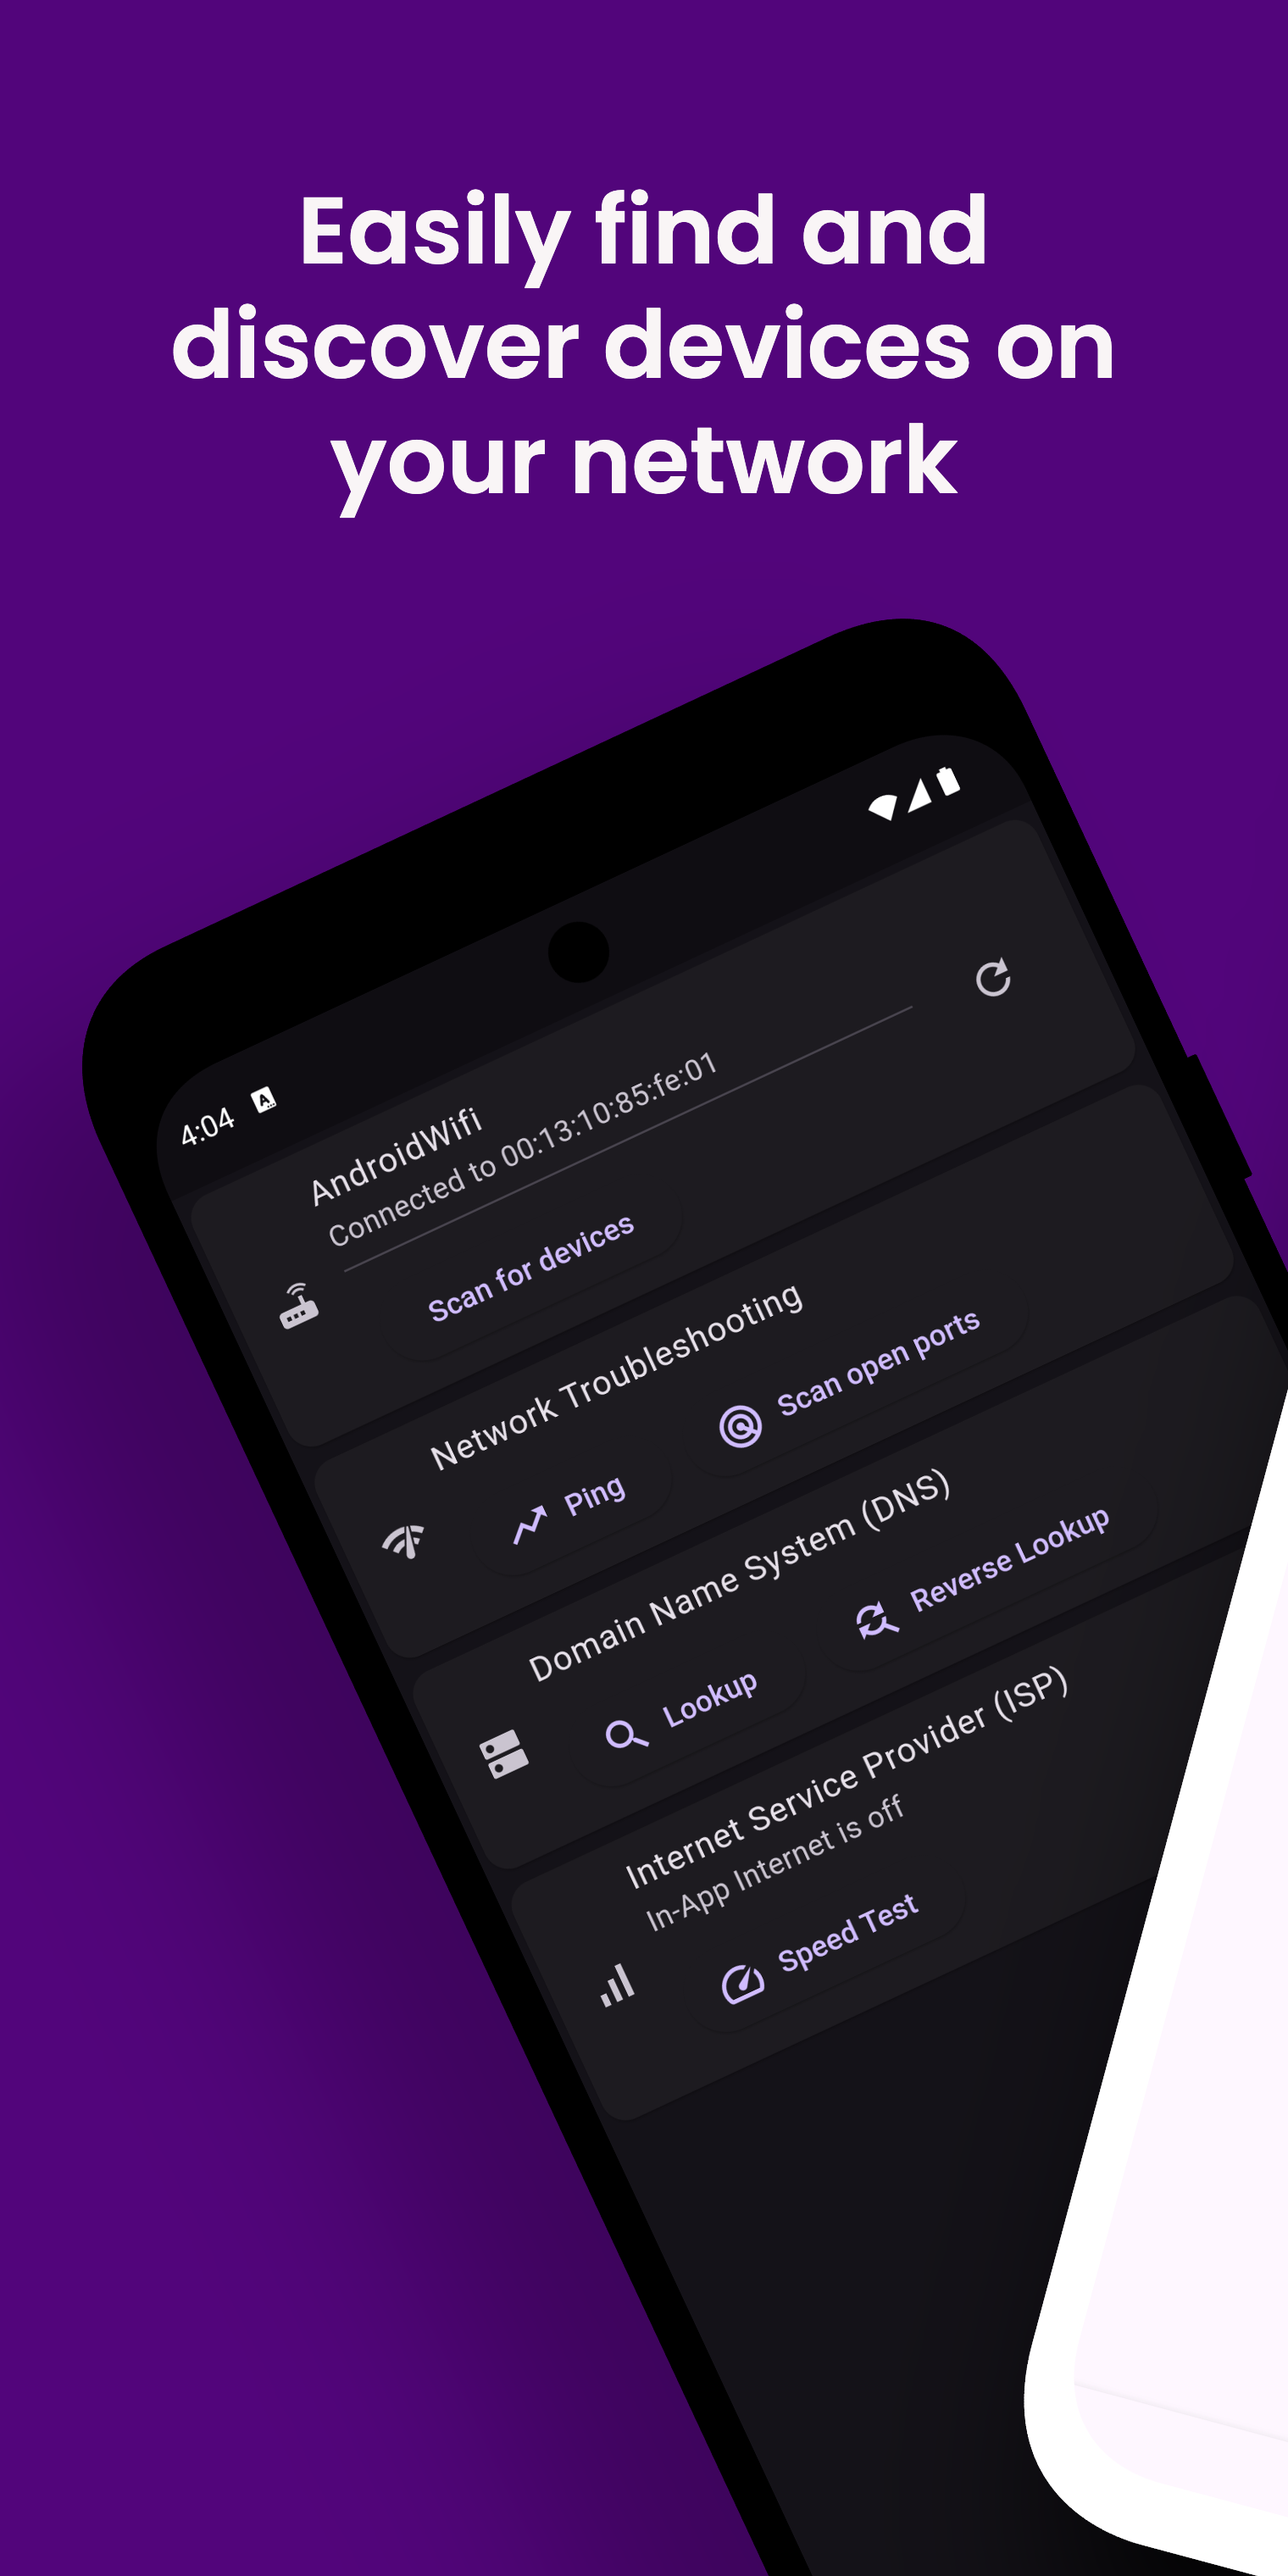 Easily find and
discover devices on
your network
4:04
AndroidWifi
Connected to 00:13:10:85:fe:01
Scan for devices
Network Troubleshooting
Ping
Scan open ports
Domain Name System (DNS)
Lookup
Reverse Lookup
Internet Service Provider (ISP)
In-App Internet is off
Speed Test